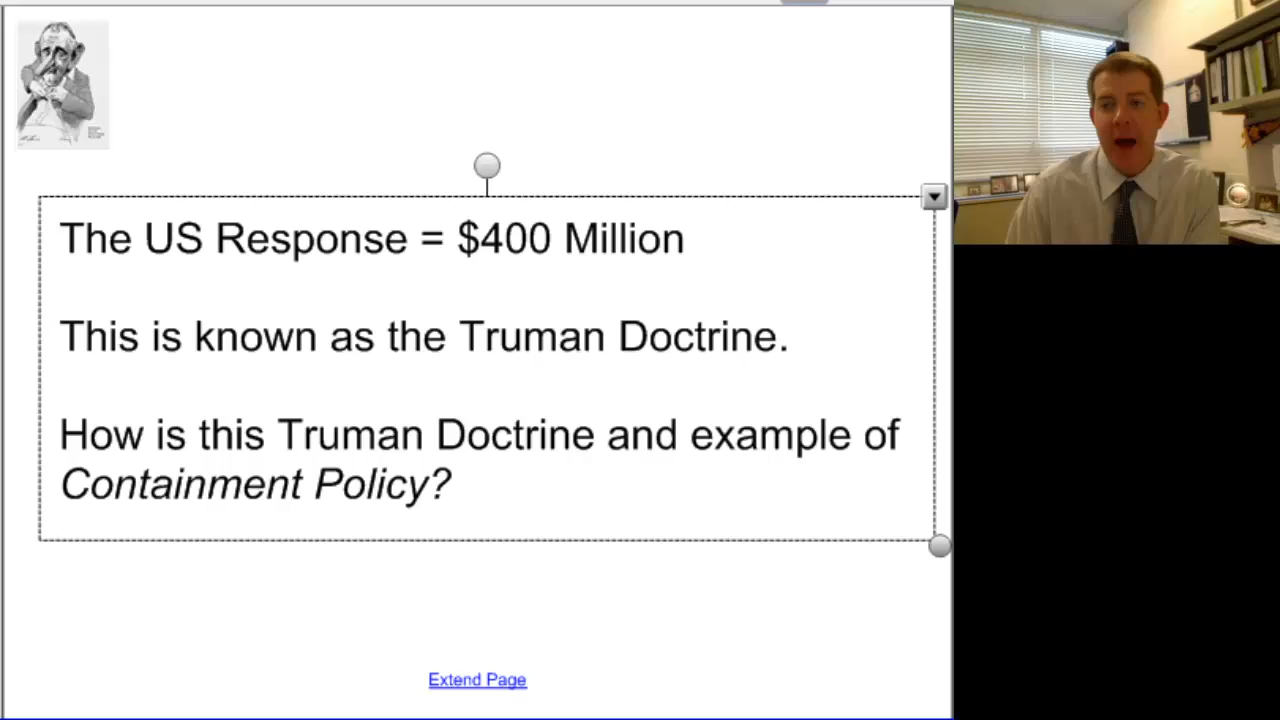 The US Response = $400 Million
This is known as the Truman Doctrine.
How is this Truman Doctrine and example of
Containment Policy?
Extend Page